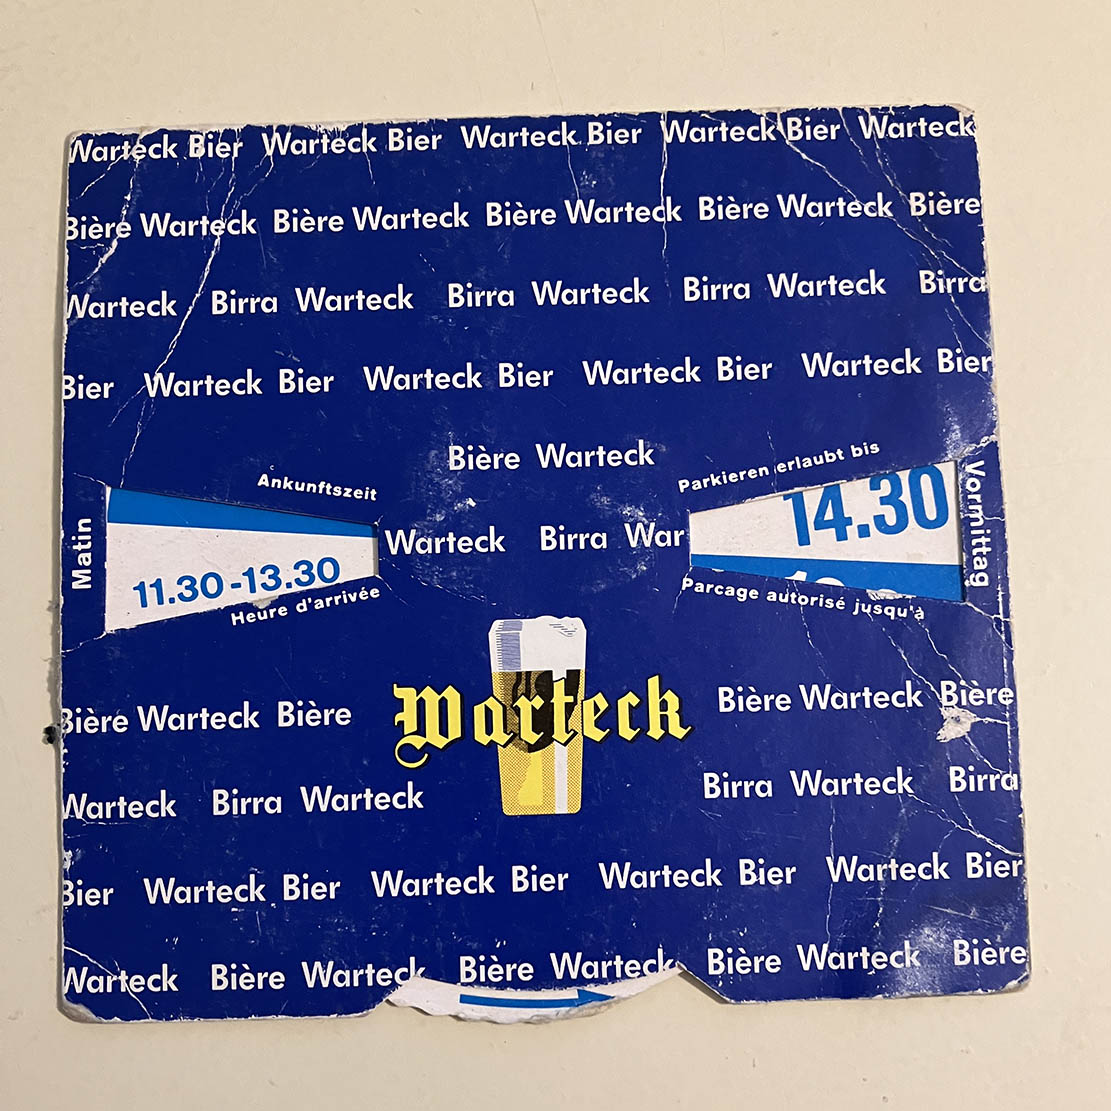 Warteck Bier Warteck Bier Warteck Bier Warteck Bier Warteck
Bière Warteck Bière Warteck Bière Warteck Bière Warteck Bière
Warteck Birra Warteck Birra Warteck Birra Warteck Birra
Bier Warteck Bier Warteck Bier Warteck Bier Warteck Bier
Bière Warteck
Ankunftszeit
Parkieren erlaubt bis
Matin
11.30-13.30
Warteck Birra War
14.30
Vormittag
Heure d'arrivée
Parcage autorisé jusqu'à
Bière Warteck Bière
Warteck
Bière Warteck Bière
Warteck Birra Warteck
Birra Warteck Birra
Bier Warteck Bier Warteck Bier Warteck Bier Warteck Bier
Warteck Bière Warteck Bière Warteck Bière Warteck Bière